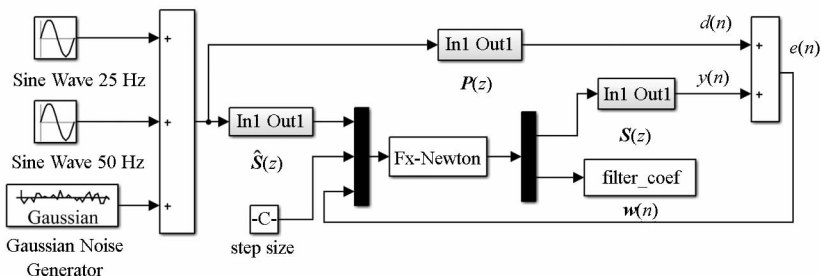 Sine Wave 25 Hz
Sine Wave 50 Hz
Gaussian
Gaussian Noise
Generator
+
+
+
In1 Out1
P(z)
In1 Out1
Ŝ(z)
-C-
step size
Fx-Newton
In1 Out1
S(z)
filter_coef
w(n)
d(n)
y(n)
+
+
e(n)